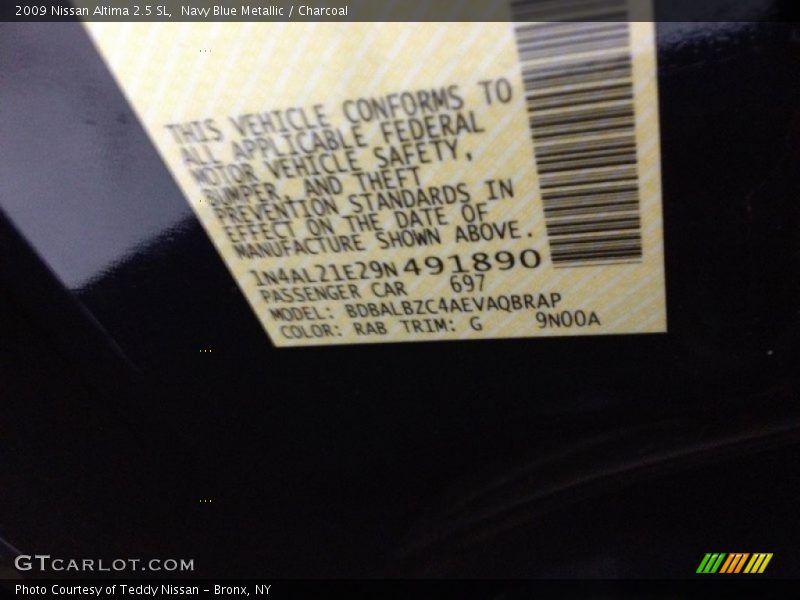 2009 Nissan Altima 2.5 SL, Navy Blue Metallic / Charcoal
THIS VEHICLE CONFORMS TO
ALL APPLICABLE FEDERAL
MOTOR VEHICLE SAFETY,
BUMPER, AND THEFT
PREVENTION STANDARDS IN
EFFECT ON THE DATE OF
MANUFACTURE SHOWN ABOVE.
1N4AL21E29N491890
PASSENGER CAR 697
MODEL: BDBALBZC4AEVAQBRAP
COLOR: RAB TRIM: G 9N00A
GTCARLOT.COM
Photo Courtesy of Teddy Nissan - Bronx, NY